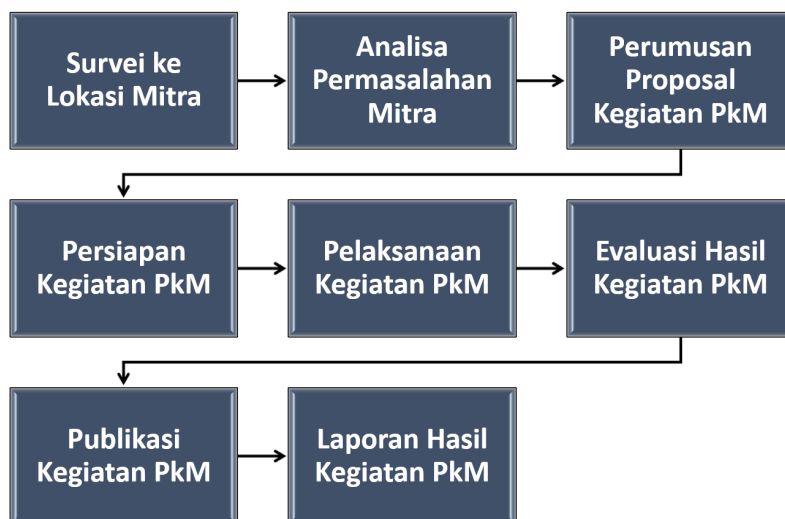 Survei ke
Lokasi Mitra
Analisa
Permasalahan
Mitra
Perumusan
Proposal
Kegiatan PkM
Persiapan
Kegiatan PkM
Pelaksanaan
Kegiatan PkM
Evaluasi Hasil
Kegiatan PkM
Publikasi
Kegiatan PkM
Laporan Hasil
Kegiatan PkM